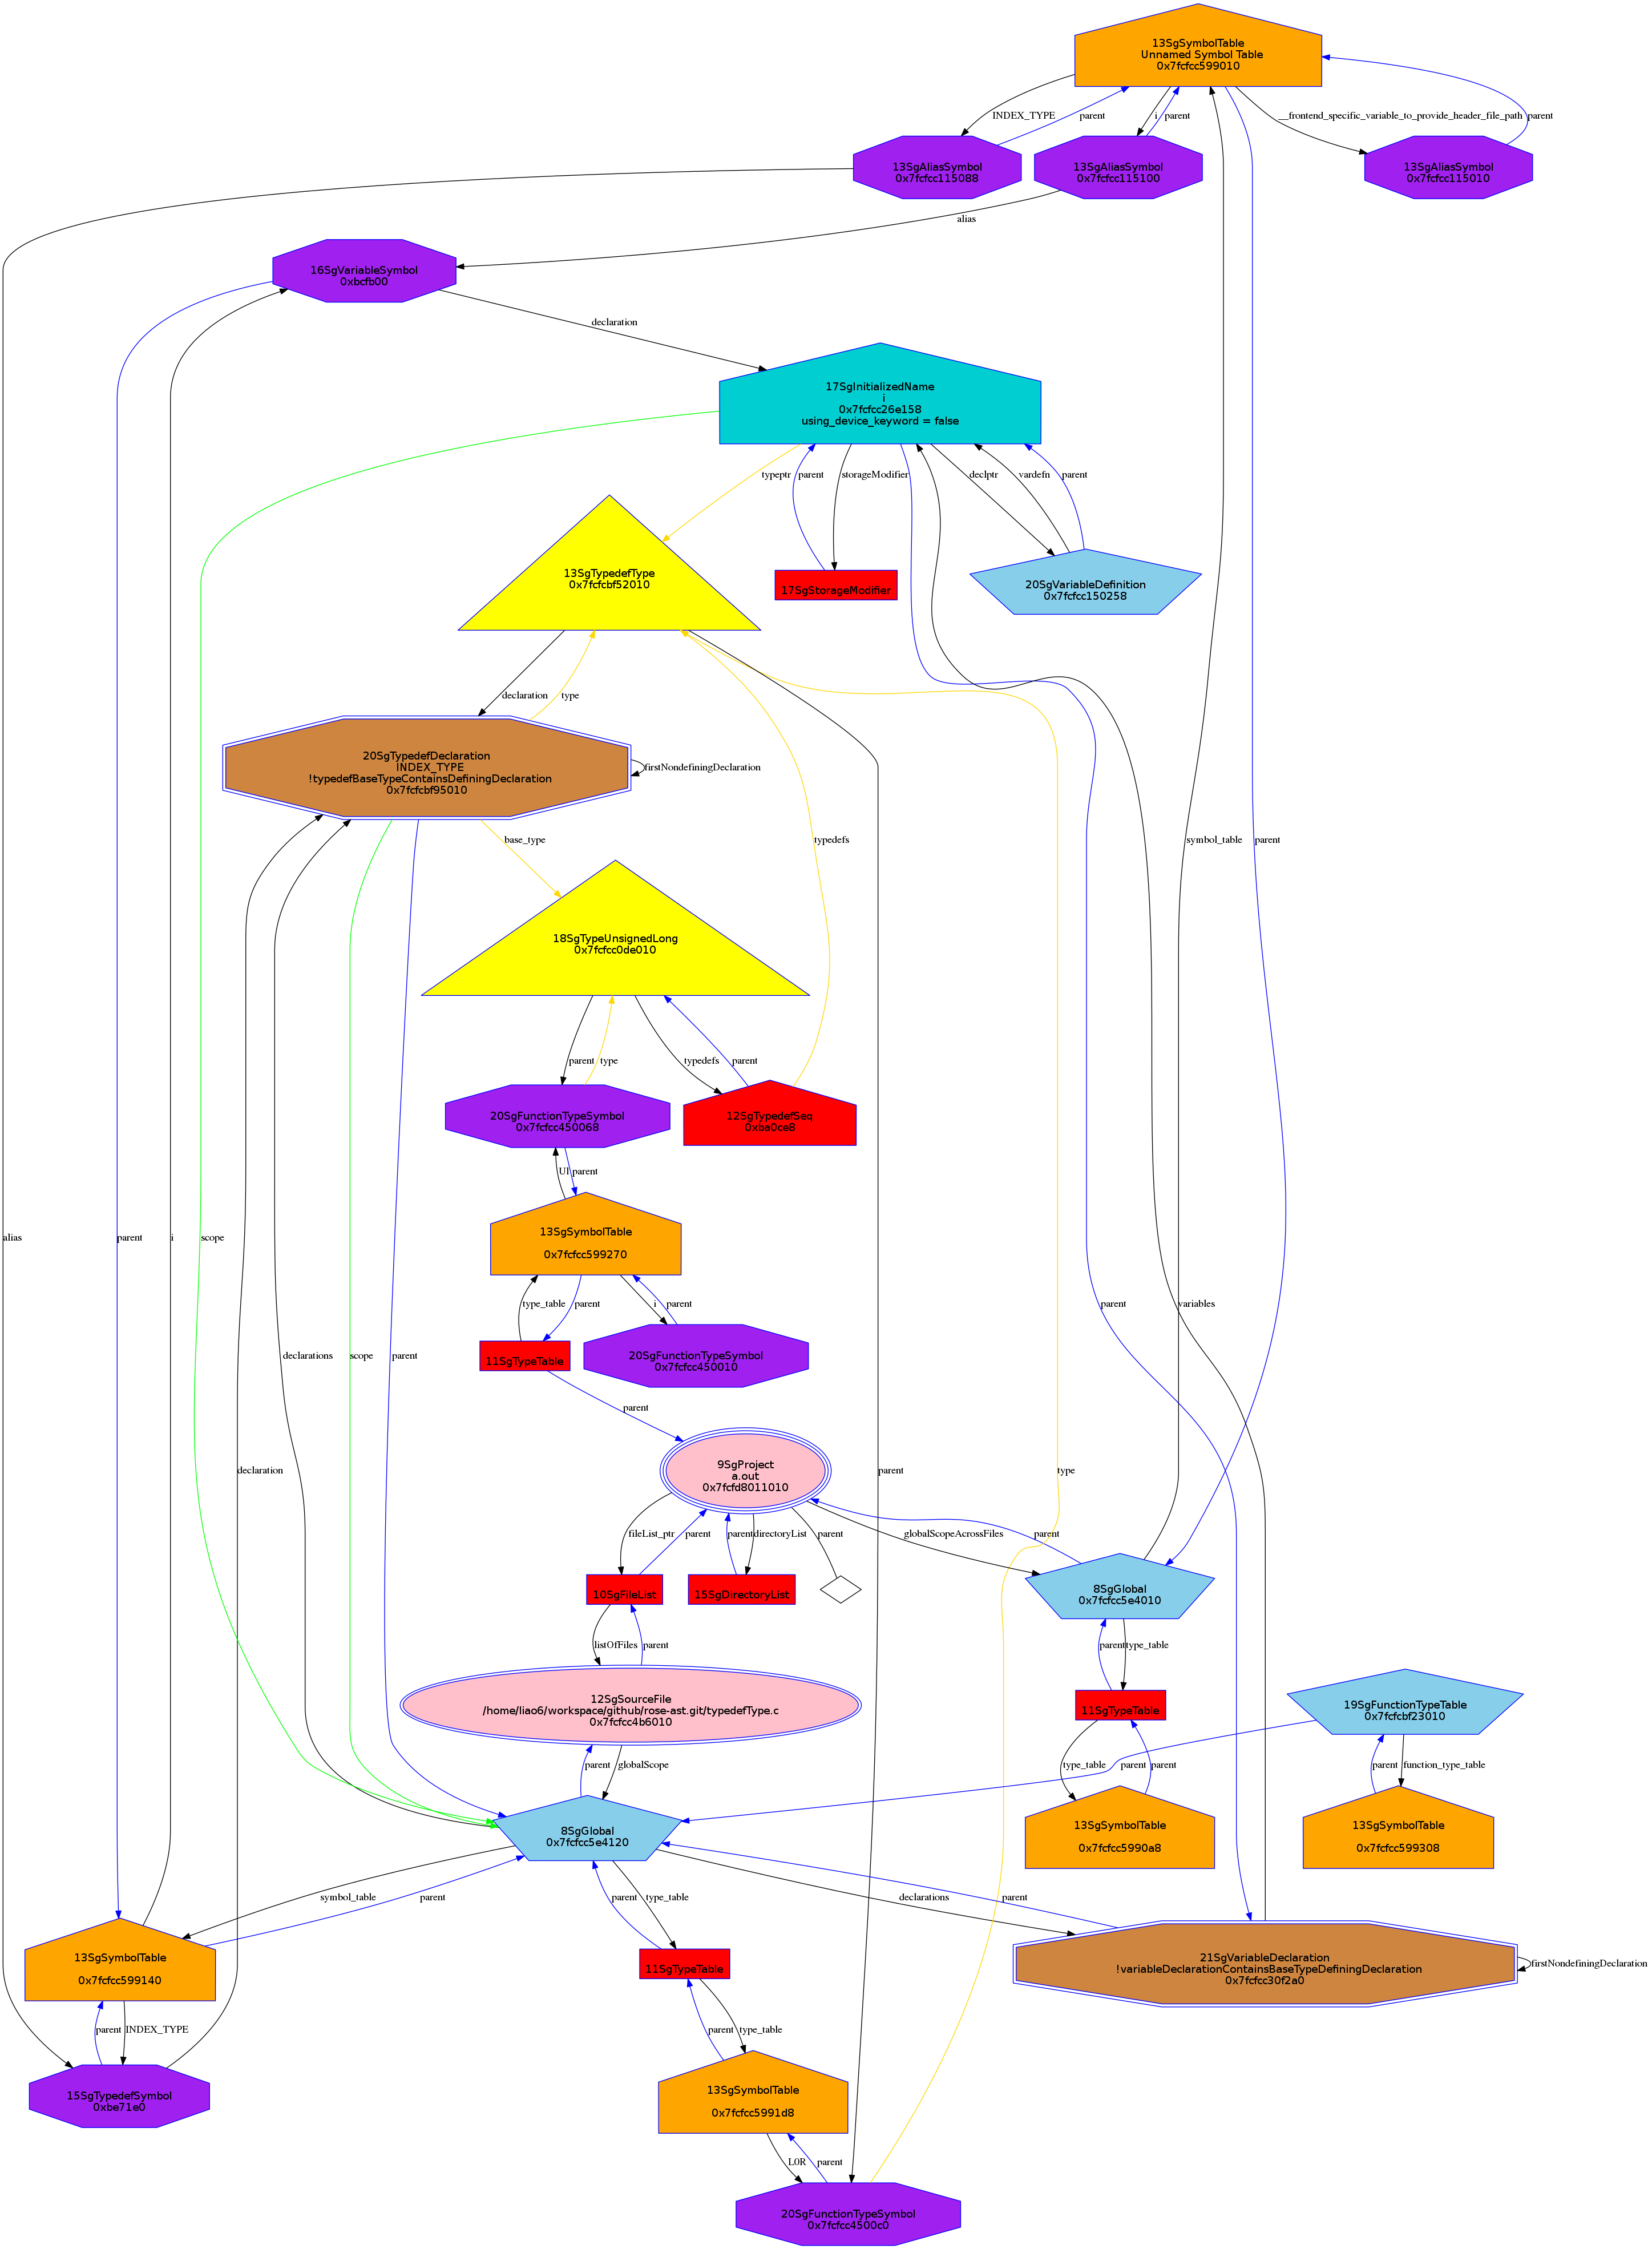 13SgSymbolTable
Unnamed Symbol Table
0x7fcfcc599010
INDEX_TYPE
parent
i
parent
__frontend_specific_variable_to_provide_header_file_path
parent
13SgAliasSymbol
0x7fcfcc115088
13SgAliasSymbol
0x7fcfcc115100
13SgAliasSymbol
0x7fcfcc115010
alias
16SgVariableSymbol
0xbcfb00
declaration
17SgInitializedName
i
0x7fcfcc26e158
using_device_keyword = false
typeptr
parent
storageModifier
declptr
vardefn
parent
13SgTypedefType
0x7fcfcbf52010
17SgStorageModifier
20SgVariableDefinition
0x7fcfcc150258
declaration
type
20SgTypedefDeclaration
INDEX_TYPE
!typedefBaseTypeContainsDefiningDeclaration
0x7fcfcbf95010
firstNondefiningDeclaration
base_type
typedefs
symbol_table
parent
18SgTypeUnsignedLong
0x7fcfcc0de010
parent
type
typedefs
parent
20SgFunctionTypeSymbol
0x7fcfcc450068
12SgTypedefSeq
0xba0ce8
Ul
parent
alias
parent
i
scope
13SgSymbolTable
0x7fcfcc599270
type_table
parent
i
parent
parent
variables
11SgTypeTable
20SgFunctionTypeSymbol
0x7fcfcc450010
declarations
scope
parent
parent
declaration
9SgProject
a.out
0x7fcfd8011010
parent
type
fileList_ptr
parent
parent
directoryList
parent
globalScopeAcrossFiles
parent
10SgFileList
15SgDirectoryList
8SgGlobal
0x7fcfcc5e4010
listOfFiles
parent
parent
type_table
12SgSourceFile
/home/liao6/workspace/github/rose-ast.git/typedefType.c
0x7fcfcc4b6010
11SgTypeTable
19SgFunctionTypeTable
0x7fcfcbf23010
parent
globalScope
type_table
parent
parent
parent
function_type_table
8SgGlobal
0x7fcfcc5e4120
13SgSymbolTable
0x7fcfcc5990a8
13SgSymbolTable
0x7fcfcc599308
symbol_table
parent
parent
type_table
declarations
parent
13SgSymbolTable
0x7fcfcc599140
11SgTypeTable
21SgVariableDeclaration
!variableDeclarationContainsBaseTypeDefiningDeclaration
0x7fcfcc30f2a0
firstNondefiningDeclaration
parent
INDEX_TYPE
parent
type_table
15SgTypedefSymbol
0xbe71e0
13SgSymbolTable
0x7fcfcc5991d8
L0R
parent
20SgFunctionTypeSymbol
0x7fcfcc4500c0